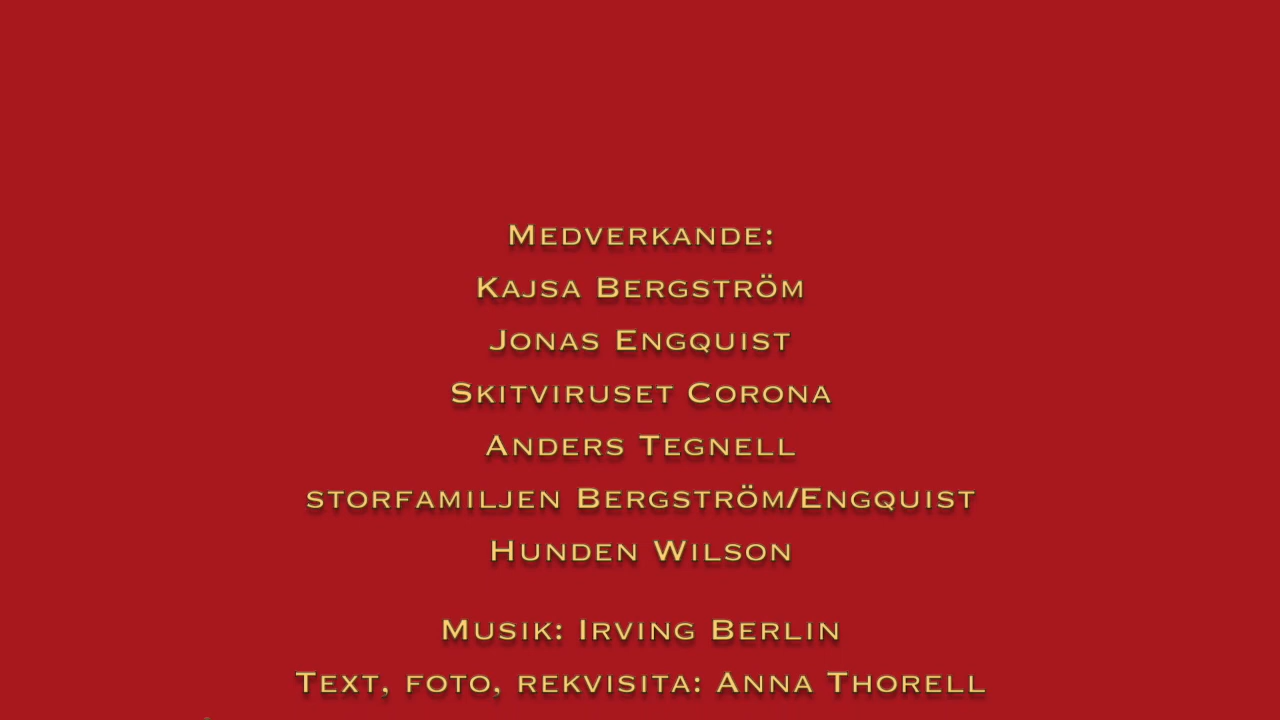 Medverkande:
Kajsa Bergström
Jonas Engquist
Skitviruset Corona
Anders Tegnell
storfamiljen Bergström/Engquist
Hunden Wilson
Musik: Irving Berlin
Text, foto, rekvisita: Anna Thorell